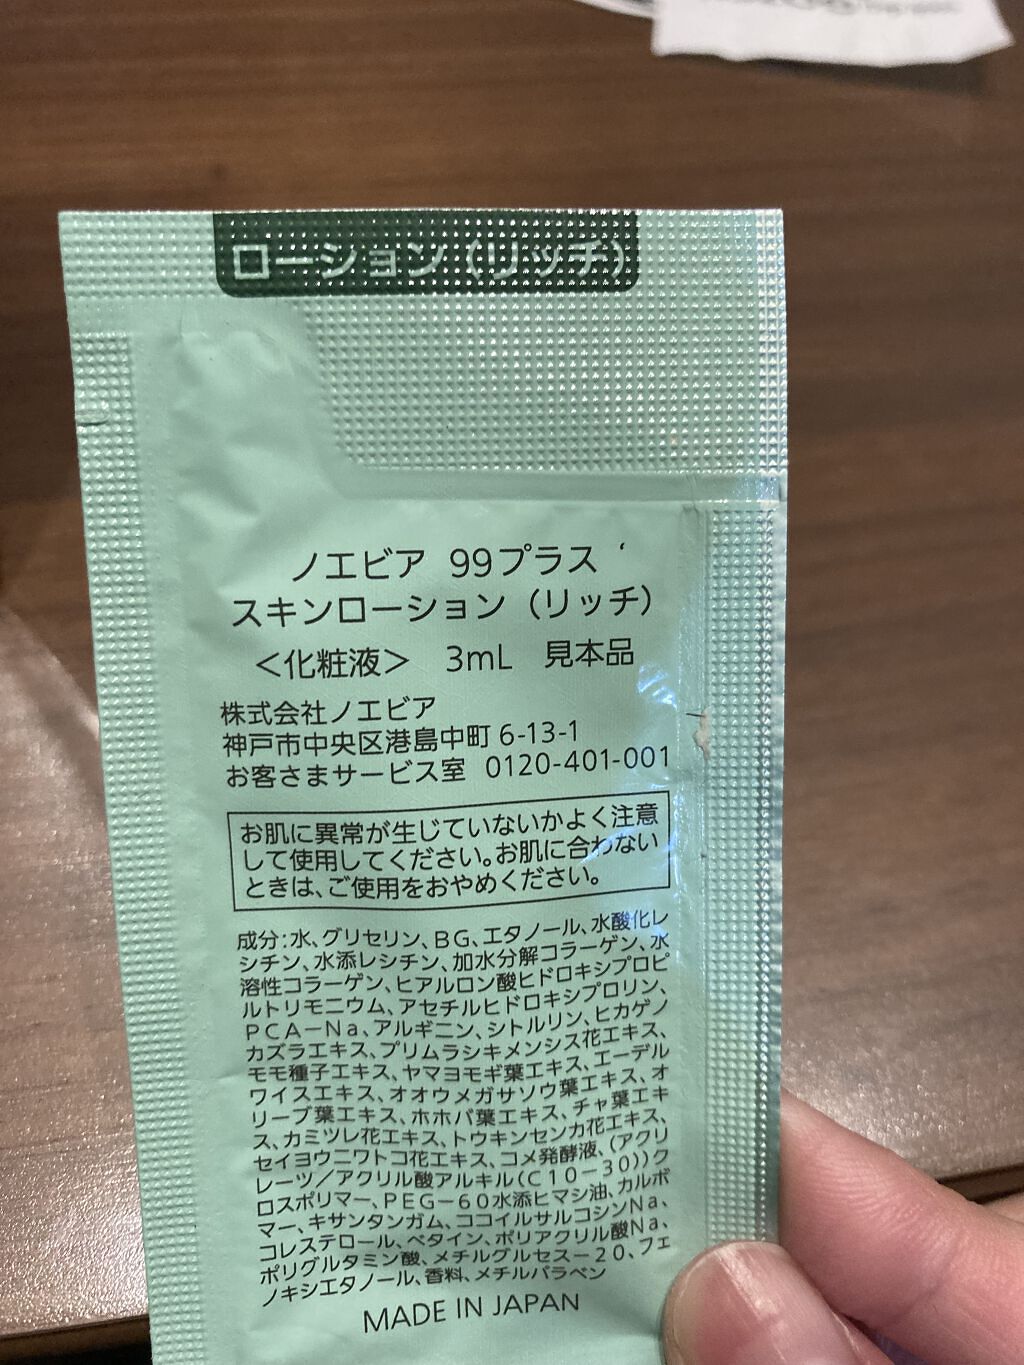 ローション（リッチ）
ノエビア 99プラス
スキンローション（リッチ）
＜化粧液＞ 3mL 見本品
株式会社ノエビア
神戸市中央区港島中町 6-13-1
お客さまサービス室 0120-401-001
お肌に異常が生じていないかよく注意
して使用してください。お肌に合わない
ときは、ご使用をおやめください。
成分：水、グリセリン、BG、エタノール、水酸化レ
シチン、水添レシチン、加水分解コラーゲン、水
溶性コラーゲン、ヒアルロン酸ヒドロキシプロピ
ルトリモニウム、アセチルヒドロキシプロリン、
PCA－Na、アルギニン、シトルリン、ヒカゲノ
カズラエキス、プリムラシキメンシス花エキス、
モモ種子エキス、ヤマヨモギ葉エキス、エーデル
ワイスエキス、オオウメガサソウ葉エキス、オ
リーブ葉エキス、ホホバ葉エキス、チャ葉エキ
ス、カミツレ花エキス、トウキンセンカ花エキス、
セイヨウニワトコ花エキス、コメ発酵液、（アクリ
レーツ／アクリル酸アルキル（C10－30））ク
ロスポリマー、PEG－60水添ヒマシ油、カルボ
マー、キサンタンガム、ココイルサルコシンNa、
コレステロール、ベタイン、ポリアクリル酸Na、
ポリグルタミン酸、メチルグルセス－20、フェ
ノキシエタノール、香料、メチルパラベン
MADE IN JAPAN